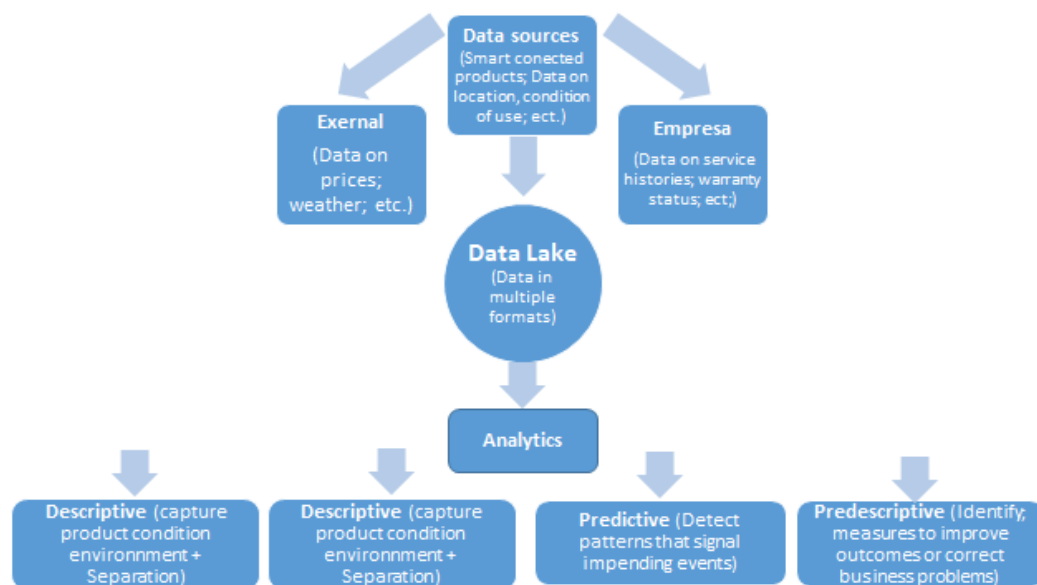 Data sources
(Smart conected
products; Data on
location, condition
of use; ect.)
Exernal
(Data on
prices;
weather; etc.)
Empresa
(Data on service
histories; warranty
status; ect;)
Data Lake
(Data in
multiple
formats)
Analytics
Descriptive (capture
product condition
environnment +
Separation)
Descriptive (capture
product condition
environnment +
Separation)
Predictive (Detect
patterns that signal
impending events)
Predescriptive (Identify;
measures to improve
outcomes or correct
business problems)